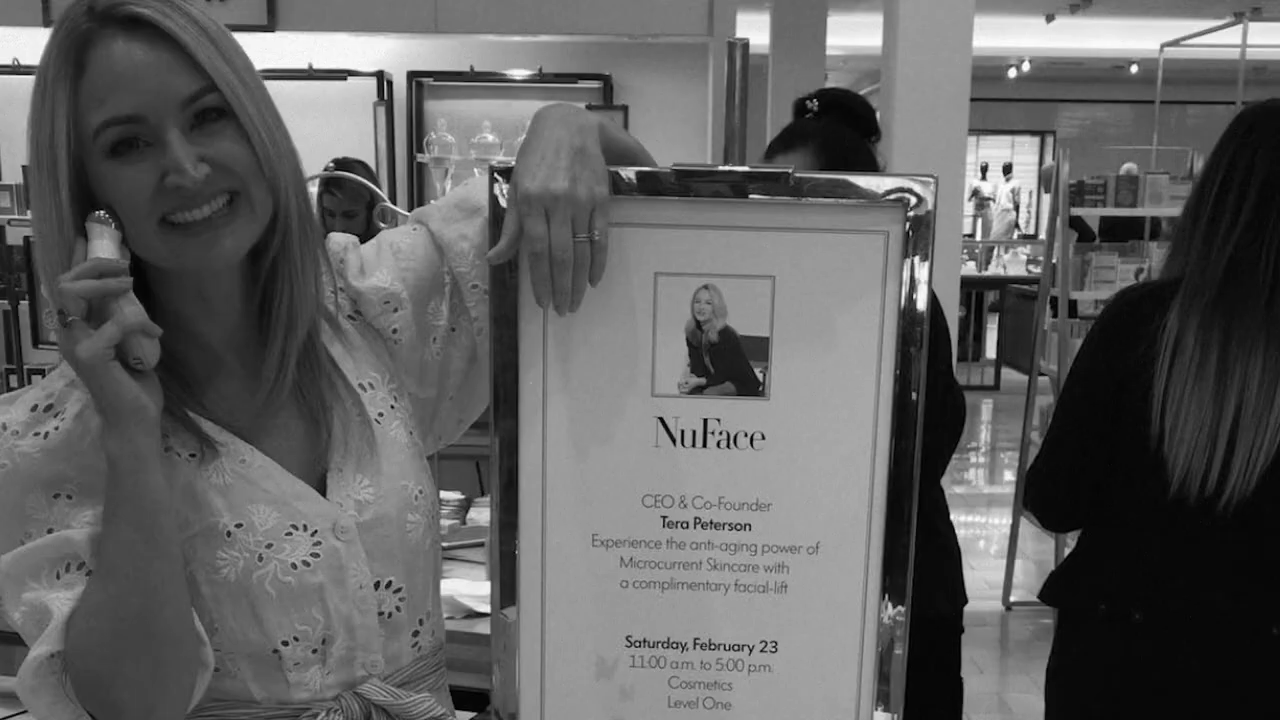 NuFace
CEO & Co-Founder
Tera Peterson
Experience the anti-aging power of
Microcurrent Skincare with
a complimentary facial-lift
Saturday, February 23
11:00 a.m. to 5:00 p.m.
Cosmetics
Level One